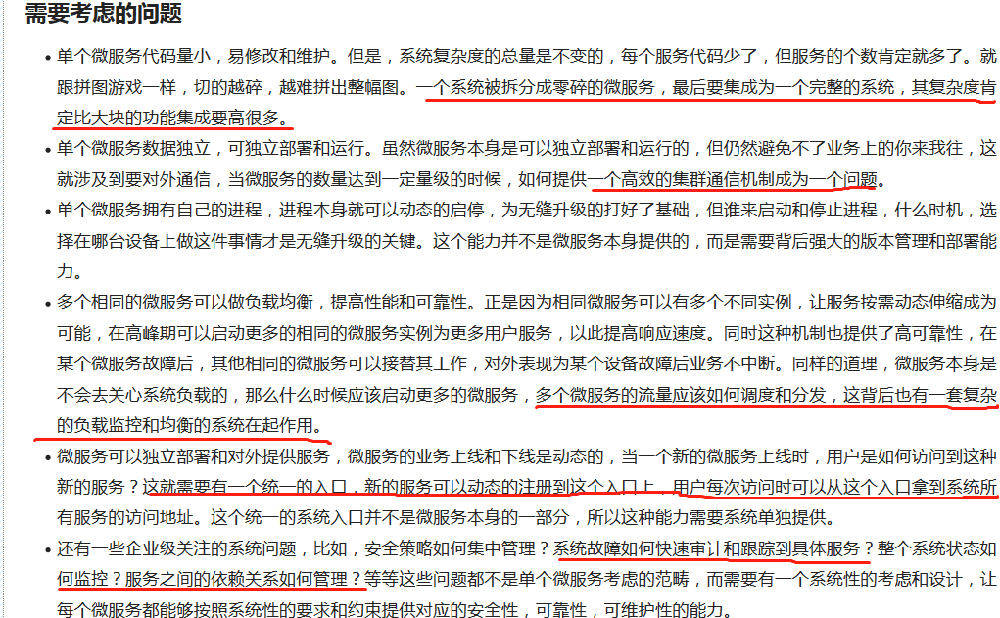 需要考虑的问题
• 单个微服务代码量小，易修改和维护。但是，系统复杂度的总量是不变的，每个服务代码少了，但服务的个数肯定就多了。就
跟拼图游戏一样，切的越碎，越难拼出整幅图。一个系统被拆分成零碎的微服务，最后要集成为一个完整的系统，其复杂度肯
定比大块的功能集成要高很多。
• 单个微服务数据独立，可独立部署和运行。虽然微服务本身是可以独立部署和运行的，但仍然避免不了业务上的你来我往，这
就涉及到要对外通信，当微服务的数量达到一定量级的时候，如何提供一个高效的集群通信机制成为一个问题。
• 单个微服务拥有自己的进程，进程本身就可以动态的启停，为无缝升级的打好了基础，但谁来启动和停止进程，什么时机，选
择在哪台设备上做这件事情才是无缝升级的关键。这个能力并不是微服务本身提供的，而是需要背后强大的版本管理和部署能
力。
• 多个相同的微服务可以做负载均衡，提高性能和可靠性。正是因为相同微服务可以有多个不同实例，让服务按需动态伸缩成为
可能，在高峰期可以启动更多的相同的微服务实例为更多用户服务，以此提高响应速度。同时这种机制也提供了高可靠性，在
某个微服务故障后，其他相同的微服务可以接替其工作，对外表现为某个设备故障后业务不中断。同样的道理，微服务本身是
不会去关心系统负载的，那么什么时候应该启动更多的微服务，多个微服务的流量应该如何调度和分发，这背后也有一套复杂
的负载监控和均衡的系统在起作用。
• 微服务可以独立部署和对外提供服务，微服务的业务上线和下线是动态的，当一个新的微服务上线时，用户是如何访问到这种
新的服务？这就需要有一个统一的入口，新的服务可以动态的注册到这个入口上，用户每次访问时可以从这个入口拿到系统所
有服务的访问地址。这个统一的系统入口并不是微服务本身的一部分，所以这种能力需要系统单独提供。
• 还有一些企业级关注的系统问题，比如，安全策略如何集中管理？系统故障如何快速审计和跟踪到具体服务？整个系统状态如
何监控？服务之间的依赖关系如何管理？等等这些问题都不是单个微服务考虑的范畴，而需要有一个系统性的考虑和设计，让
每个微服务都能够按照系统性的要求和约束提供对应的安全性，可靠性，可维护性的能力。